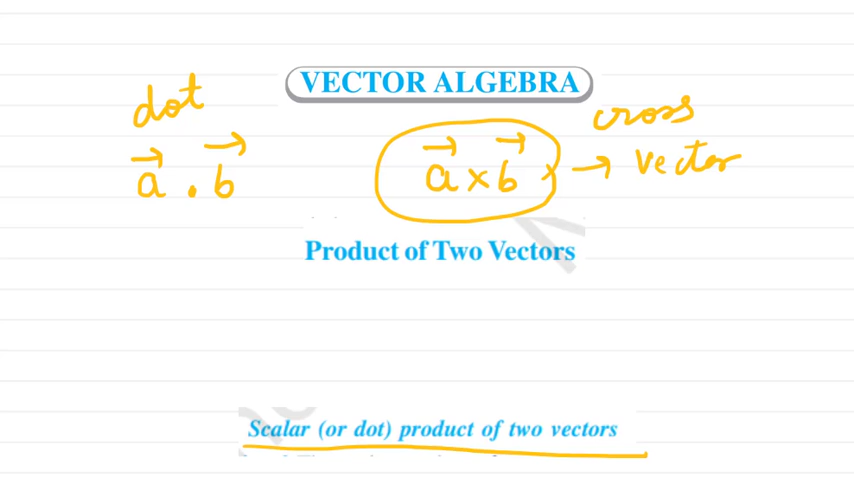 VECTOR ALGEBRA
dot
cross
a⃗ . b⃗
a⃗ × b⃗ → vector
Product of Two Vectors
Scalar (or dot) product of two vectors